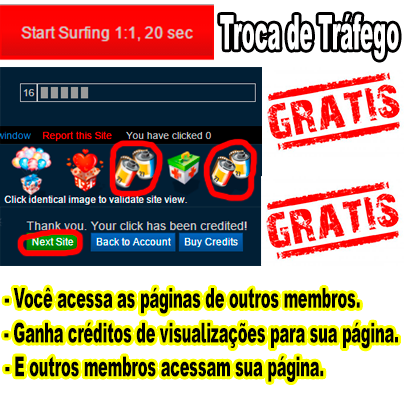 Start Surfing 1:1, 20 sec
Troca de Tráfego
16
window Report this Site You have clicked 0
Click identical image to validate site view.
Thank you. Your click has been credited!
Next Site Back to Account Buy Credits
GRATIS
GRATIS
- Você acessa as páginas de outros membros.
- Ganha créditos de visualizações para sua página.
- E outros membros acessam sua página.